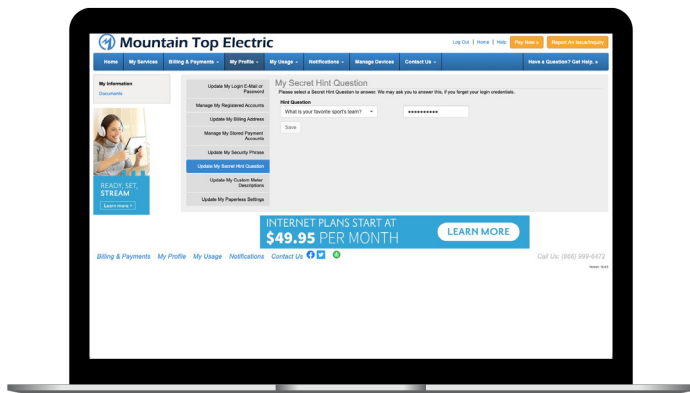 Mountain Top Electric
Log Out | Home | Help
Pay Now »
Report An Issue/Inquiry
Home
My Services
Billing & Payments
My Profile
My Usage
Notifications
Manage Devices
Contact Us
Have a Question? Get Help. »
My Information
Documents
Update My Login E-Mail or
Password
Manage My Registered Accounts
Update My Billing Address
Manage My Stored Payment
Accounts
Update My Security Phrase
Update My Secret Hint Question
Update My Custom Meter
Descriptions
Update My Paperless Settings
My Secret Hint Question
Please select a Secret Hint Question to answer. We may ask you to answer this, if you forget your login credentials.
Hint Question
What is your favorite sport's team?
••••••••••
Save
READY, SET,
STREAM
Learn more >
INTERNET PLANS START AT
$49.95 PER MONTH
LEARN MORE
Billing & Payments My Profile My Usage Notifications Contact Us
Call Us: (866) 999-6472